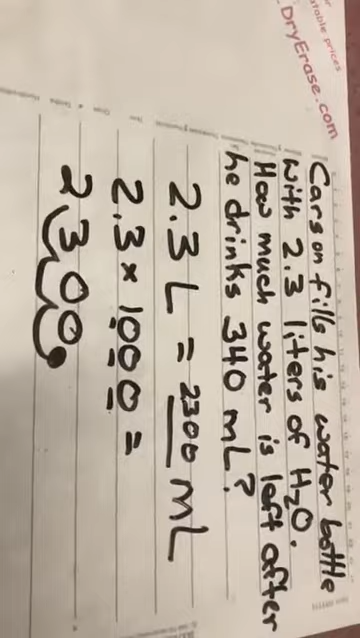 DryErase.com
Carson fills his water bottle
with 2.3 liters of H₂O.
How much water is left after
he drinks 340 mL?
2.3 L = 2300 mL
2.3 × 1000 =
2300.